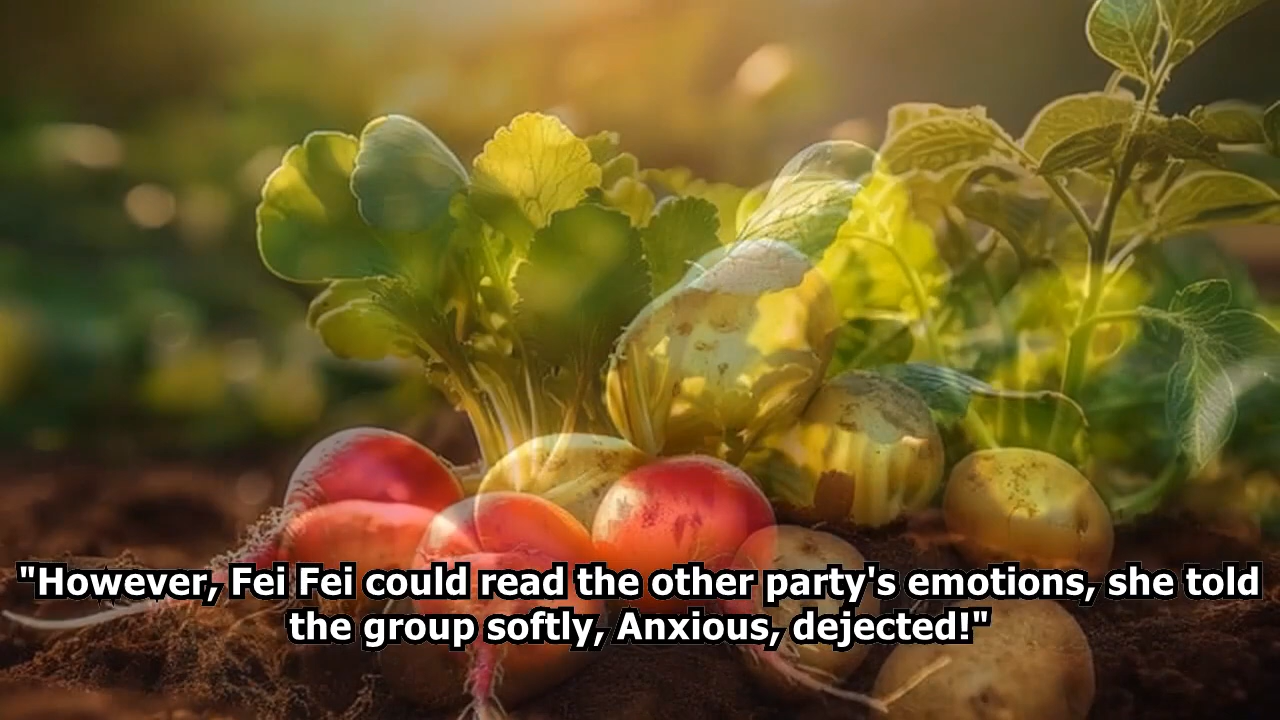 "However, Fei Fei could read the other party's emotions, she told
the group softly, Anxious, dejected!"